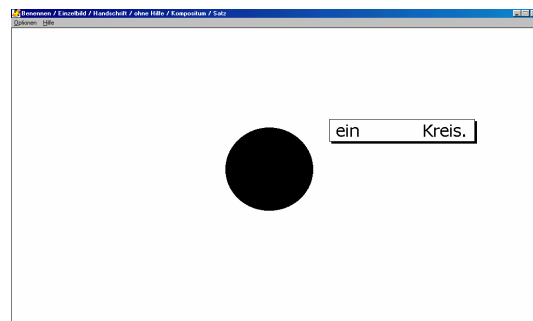 Benennen / Einzelbild / Handschrift / ohne Hilfe / Kompositum / Satz
Optionen Hilfe
ein Kreis.